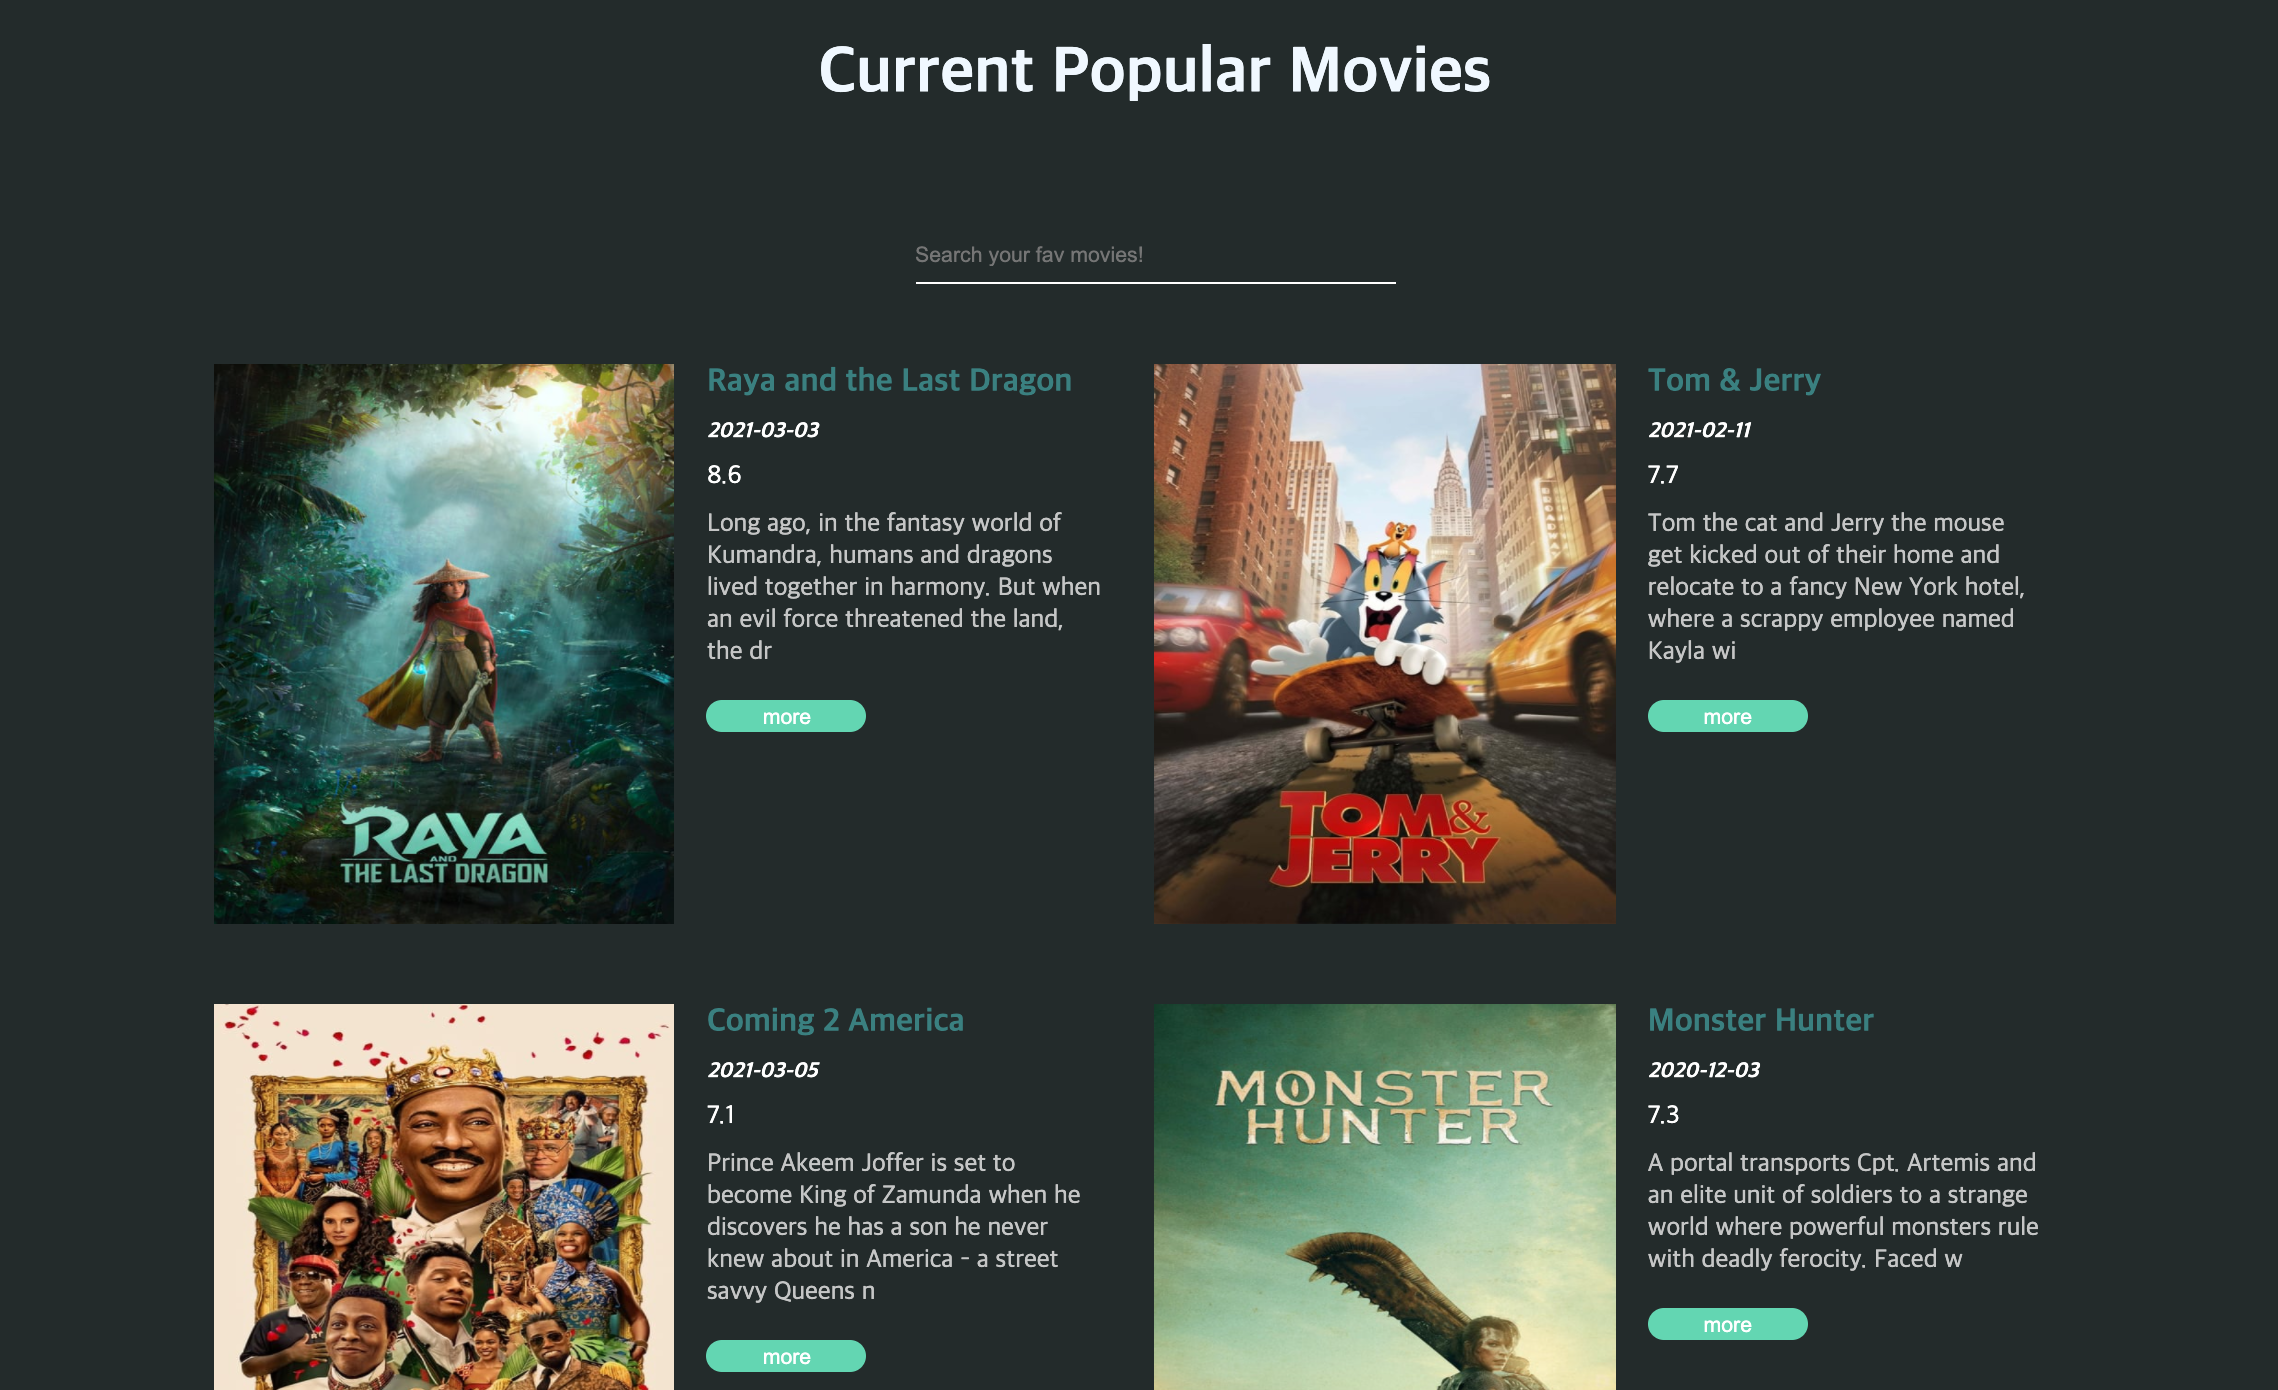 Current Popular Movies
Search your fav movies!
RAYA
AND
THE LAST DRAGON
Raya and the Last Dragon
2021-03-03
8.6
Long ago, in the fantasy world of
Kumandra, humans and dragons
lived together in harmony. But when
an evil force threatened the land,
the dr
more
TOM &
JERRY
Tom & Jerry
2021-02-11
7.7
Tom the cat and Jerry the mouse
get kicked out of their home and
relocate to a fancy New York hotel,
where a scrappy employee named
Kayla wi
more
Coming 2 America
2021-03-05
7.1
Prince Akeem Joffer is set to
become King of Zamunda when he
discovers he has a son he never
knew about in America - a street
savvy Queens n
more
MONSTER
HUNTER
Monster Hunter
2020-12-03
7.3
A portal transports Cpt. Artemis and
an elite unit of soldiers to a strange
world where powerful monsters rule
with deadly ferocity. Faced w
more